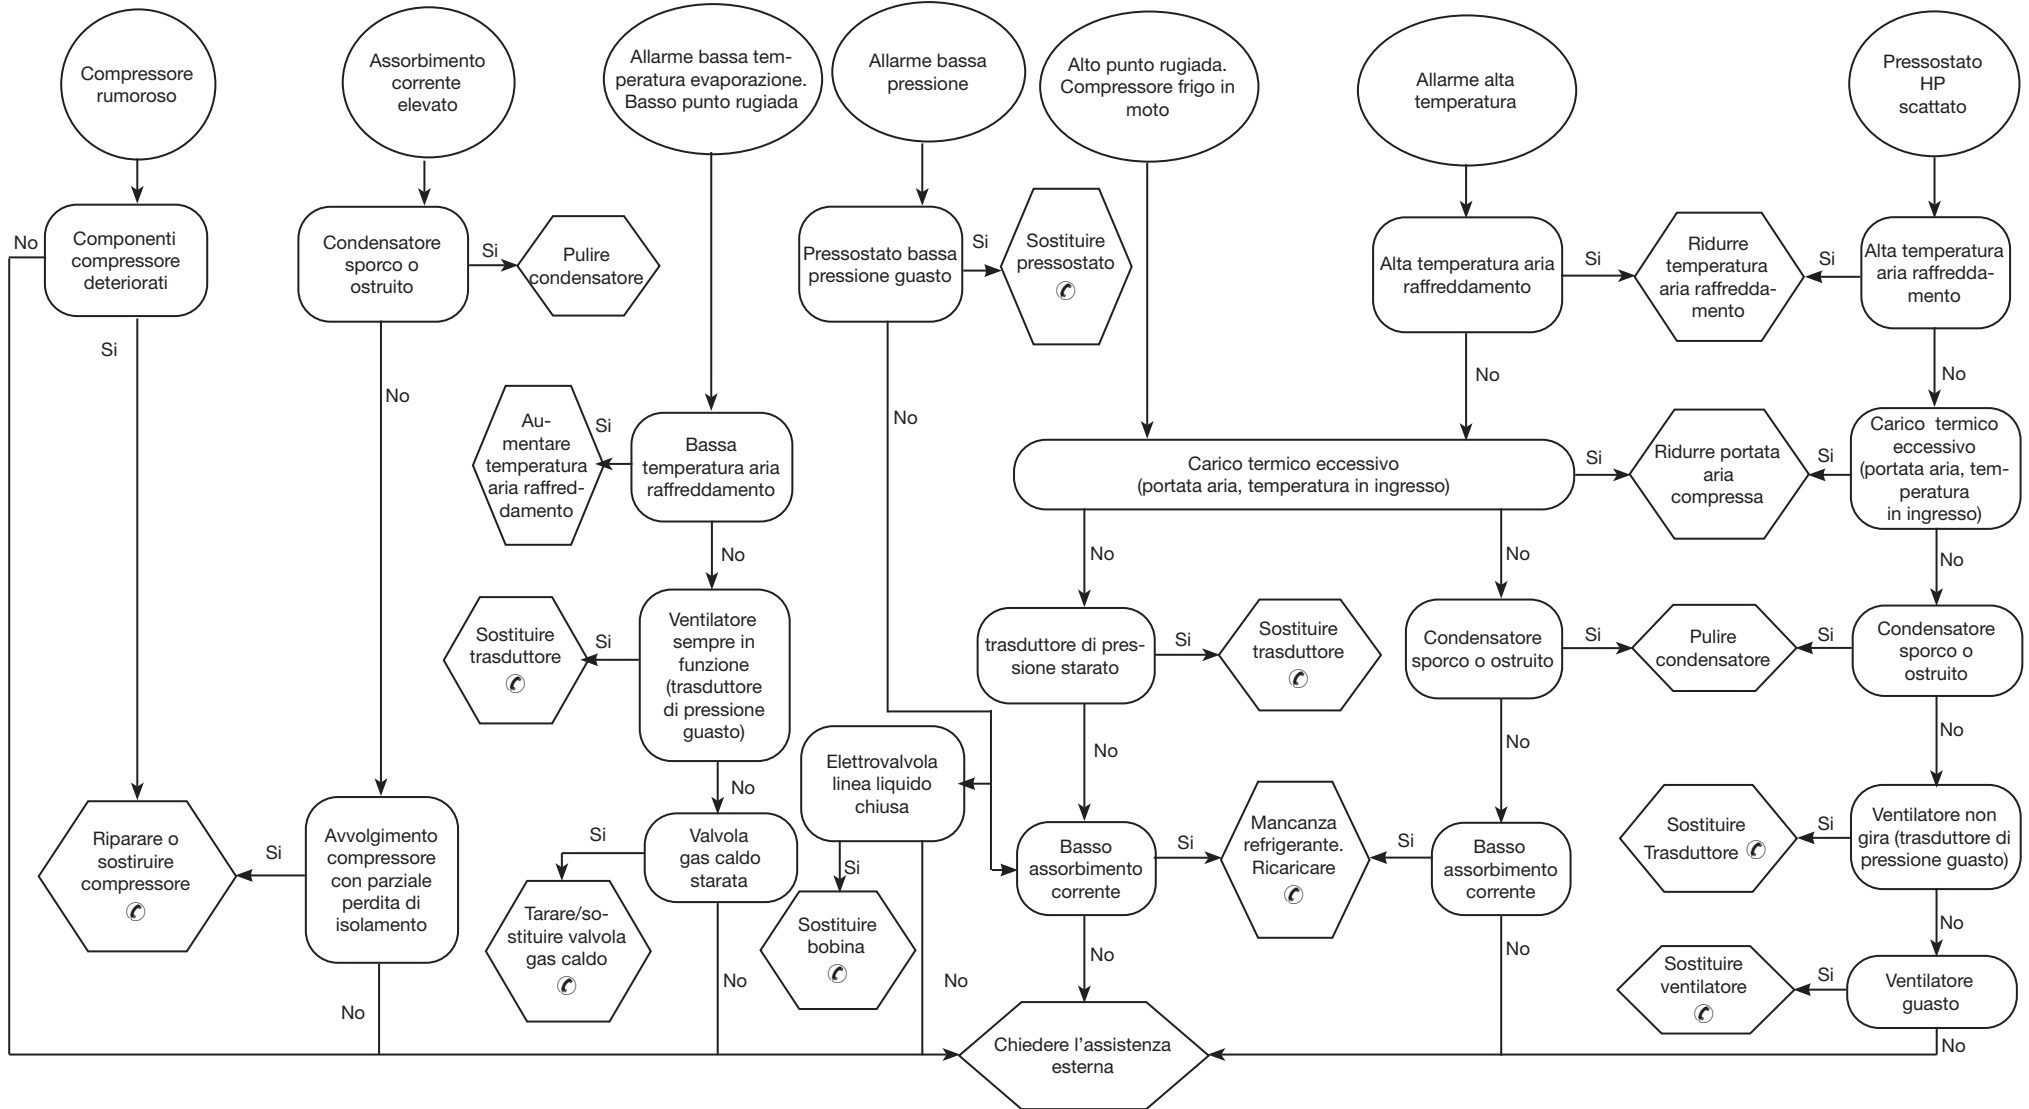 Compressore
rumoroso
Assorbimento
corrente
elevato
Allarme bassa tem-
peratura evaporazione.
Basso punto rugiada
Allarme bassa
pressione
Alto punto rugiada.
Compressore frigo in
moto
Allarme alta
temperatura
Pressostato
HP
scattato
No
Componenti
compressore
deteriorati
Si
Condensatore
sporco o
ostruito
Si
Pulire
condensatore
No
Pressostato bassa
pressione guasto
Si
Sostituire
pressostato
✆
No
Alta temperatura aria
raffreddamento
Si
Ridurre
temperatura
aria raffredda-
mento
Si
Alta temperatura
aria raffredda-
mento
No
No
Au-
mentare
temperatura
aria raffred-
damento
Si
Bassa
temperatura aria
raffreddamento
No
Carico termico eccessivo
(portata aria, temperatura in ingresso)
Si
Ridurre portata
aria
compressa
Si
Carico  termico
eccessivo
(portata aria, tem-
peratura
in ingresso)
No
No
No
Sostituire
trasduttore
✆
Si
Ventilatore
sempre in
funzione
(trasduttore
di pressione
guasto)
No
trasduttore di pres-
sione starato
Si
Sostituire
trasduttore
✆
No
Condensatore
sporco o ostruito
Si
Pulire
condensatore
Si
Condensatore
sporco o
ostruito
No
No
Riparare o
sostiruire
compressore
✆
Si
Avvolgimento
compressore
con parziale
perdita di
isolamento
No
Si
Valvola
gas caldo
starata
Tarare/so-
stituire valvola
gas caldo
✆
No
Elettrovalvola
linea liquido
chiusa
Si
Sostituire
bobina
✆
No
Basso
assorbimento
corrente
Si
Mancanza
refrigerante.
Ricaricare
✆
Si
Basso
assorbimento
corrente
No
No
Sostituire
Trasduttore ✆
Si
Ventilatore non
gira (trasduttore di
pressione guasto)
No
Sostituire
ventilatore
✆
Si
Ventilatore
guasto
No
Chiedere l'assistenza
esterna